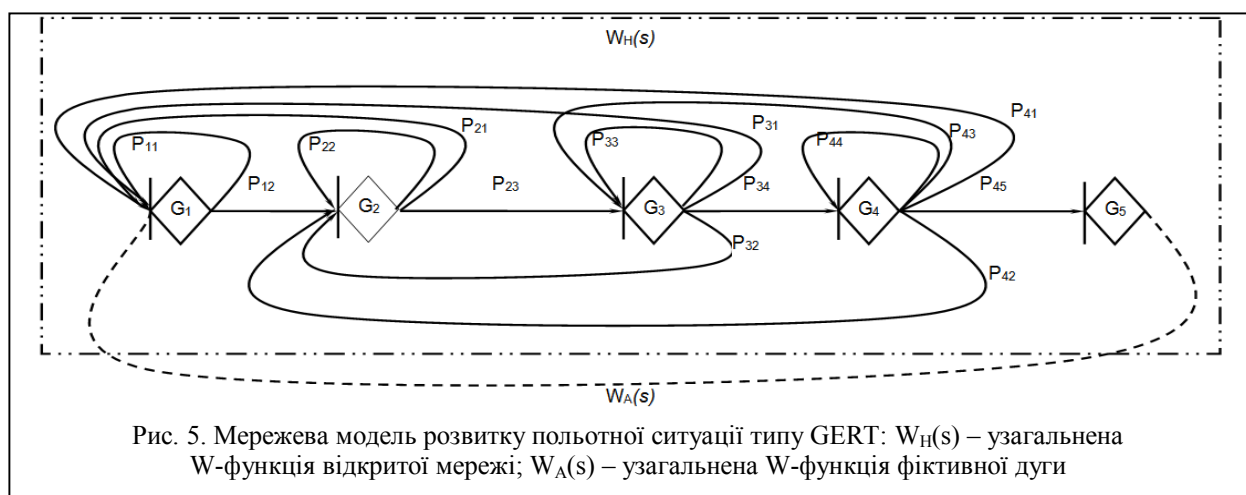 W_H(s)
P₄₁
P₂₁
P₃₁
P₄₃
P₁₁
P₂₂
P₃₃
P₄₄
P₁₂
P₂₃
P₃₄
P₄₅
G₁
G₂
G₃
G₄
G₅
P₃₂
P₄₂
W_A(s)
Рис. 5. Мережева модель розвитку польотної ситуації типу GERT: W_H(s) – узагальнена
W-функція відкритої мережі; W_A(s) – узагальнена W-функція фіктивної дуги